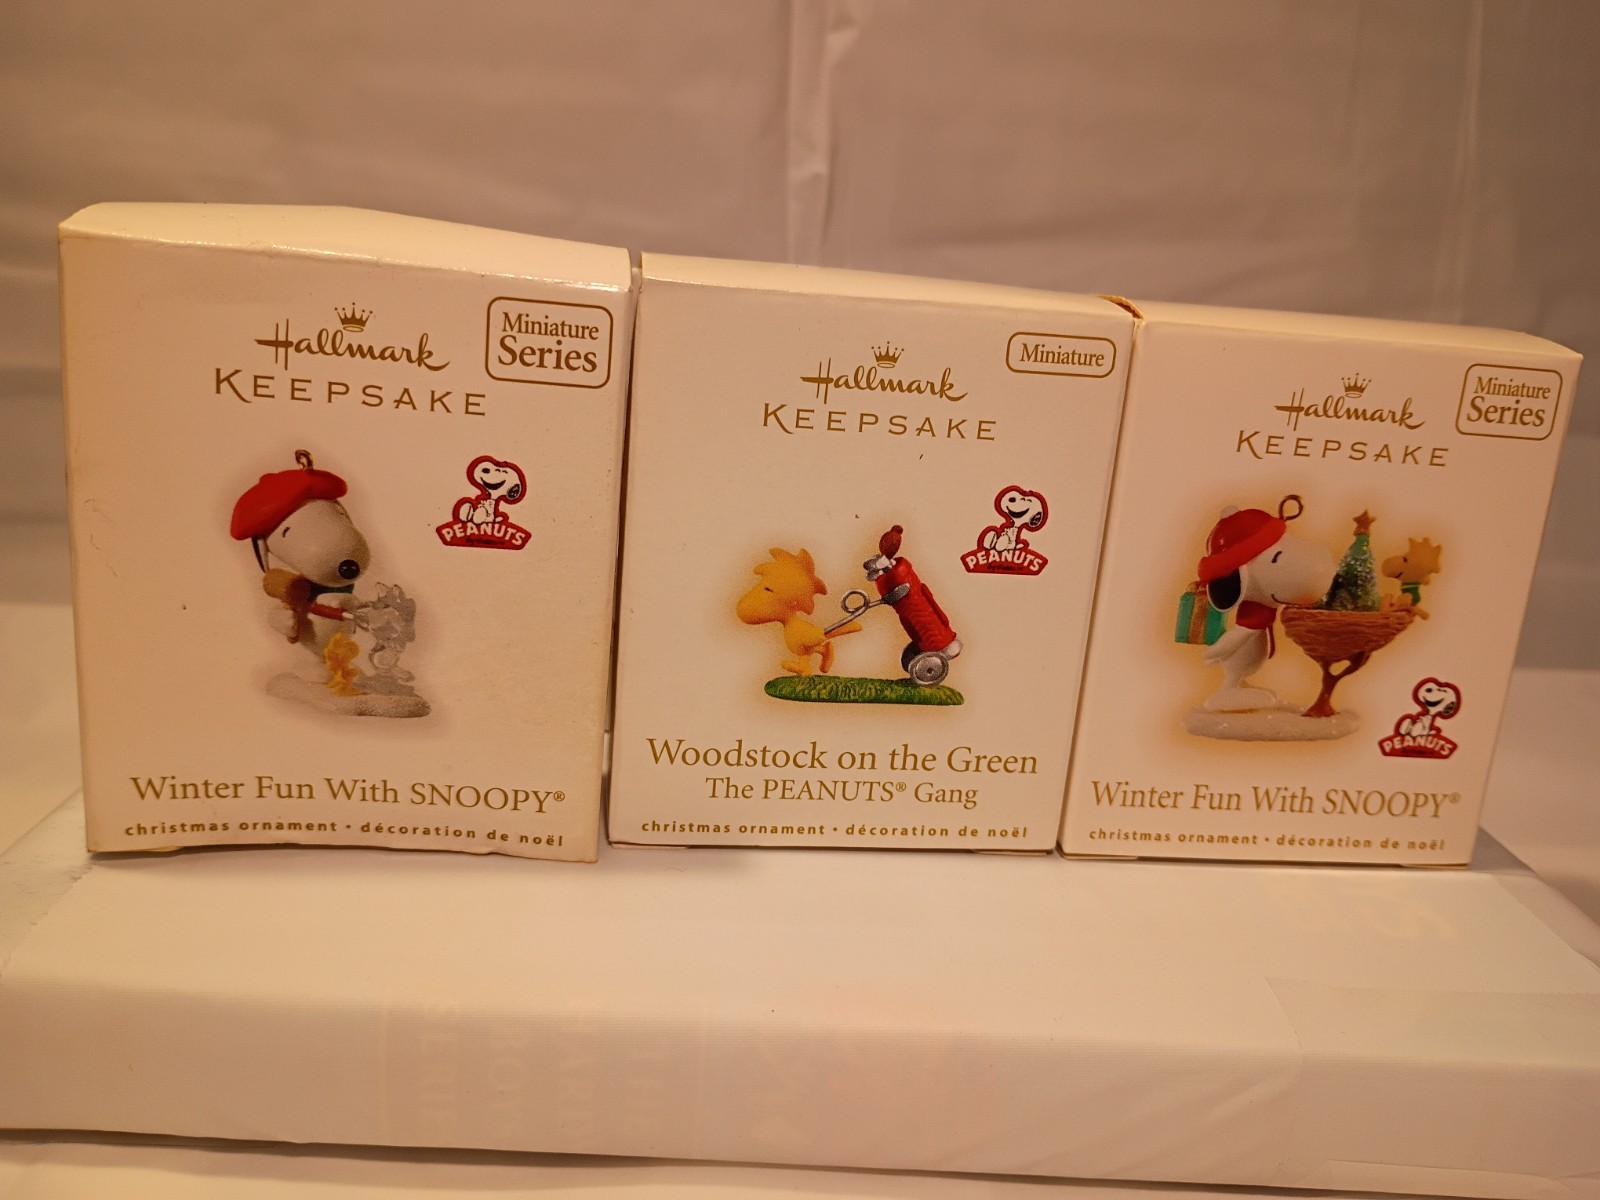 Hallmark
KEEPSAKE
Miniature
Series
PEANUTS
Winter Fun With SNOOPY®
christmas ornament • décoration de noël
Hallmark
KEEPSAKE
Miniature
PEANUTS
Woodstock on the Green
The PEANUTS® Gang
christmas ornament • décoration de noël
Hallmark
KEEPSAKE
Miniature
Series
PEANUTS
Winter Fun With SNOOPY®
christmas ornament • décoration de noël